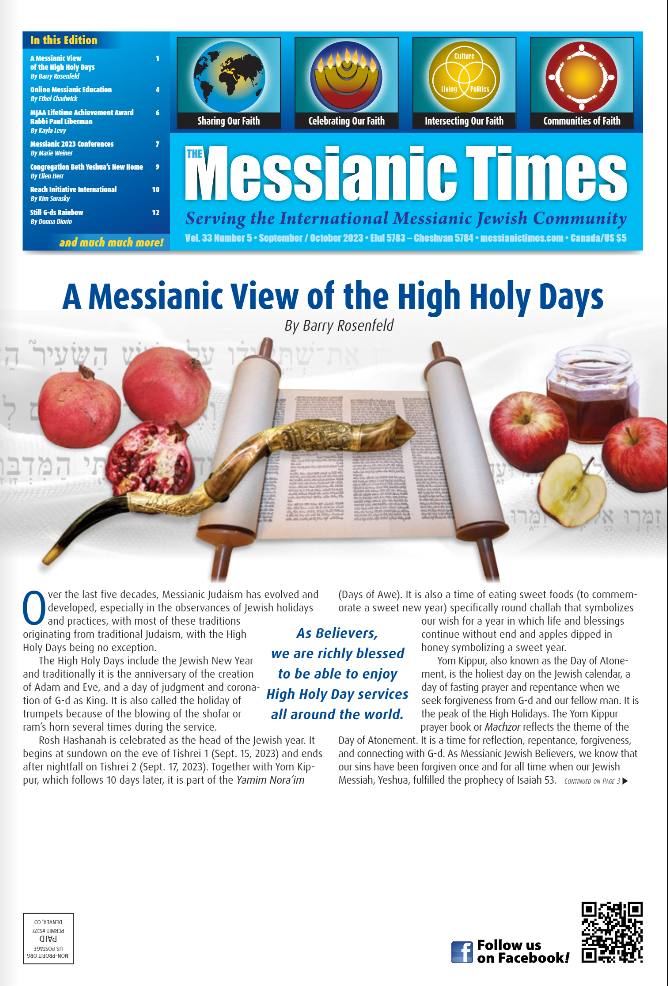 In this Edition
A Messianic View 1
of the High Holy Days
By Barry Rosenfeld
Online Messianic Education 4
By Ethel Chadwick
MJAA Lifetime Achievement Award 6
Rabbi Paul Liberman
By Kayla Levy
Messianic 2023 Conferences 7
By Marie Weiner
Congregation Beth Yeshua's New Home 9
By Ellen Herr
Reach Initiative International 10
By Kim Surasky
Still G-ds Rainbow 12
By Donna Diorio
and much much more!
Sharing Our Faith
Celebrating Our Faith
Culture
Living
Politics
Intersecting Our Faith
Communities of Faith
THE
Messianic Times
Serving the International Messianic Jewish Community
Vol. 33 Number 5 • September / October 2023 • Elul 5783 – Cheshvan 5784 • messianictimes.com • Canada/US $5
A Messianic View of the High Holy Days
By Barry Rosenfeld
Over the last five decades, Messianic Judaism has evolved and
developed, especially in the observances of Jewish holidays
and practices, with most of these traditions
originating from traditional Judaism, with the High
Holy Days being no exception.
The High Holy Days include the Jewish New Year
and traditionally it is the anniversary of the creation
of Adam and Eve, and a day of judgment and corona-
tion of G-d as King. It is also called the holiday of
trumpets because of the blowing of the shofar or
ram's horn several times during the service.
Rosh Hashanah is celebrated as the head of the Jewish year. It
begins at sundown on the eve of Tishrei 1 (Sept. 15, 2023) and ends
after nightfall on Tishrei 2 (Sept. 17, 2023). Together with Yom Kip-
pur, which follows 10 days later, it is part of the Yamim Nora'im
As Believers,
we are richly blessed
to be able to enjoy
High Holy Day services
all around the world.
(Days of Awe). It is also a time of eating sweet foods (to commem-
orate a sweet new year) specifically round challah that symbolizes
our wish for a year in which life and blessings
continue without end and apples dipped in
honey symbolizing a sweet year.
Yom Kippur, also known as the Day of Atone-
ment, is the holiest day on the Jewish calendar, a
day of fasting prayer and repentance when we
seek forgiveness from G-d and our fellow man. It is
the peak of the High Holidays. The Yom Kippur
prayer book or Machzor reflects the theme of the
Day of Atonement. It is a time for reflection, repentance, forgiveness,
and connecting with G-d. As Messianic Jewish Believers, we know that
our sins have been forgiven once and for all time when our Jewish
Messiah, Yeshua, fulfilled the prophecy of Isaiah 53. Continued on Page 3
NON-PROFIT ORG
US POSTAGE
PAID
PERMIT #5377
DENVER, CO
Follow us
on Facebook!